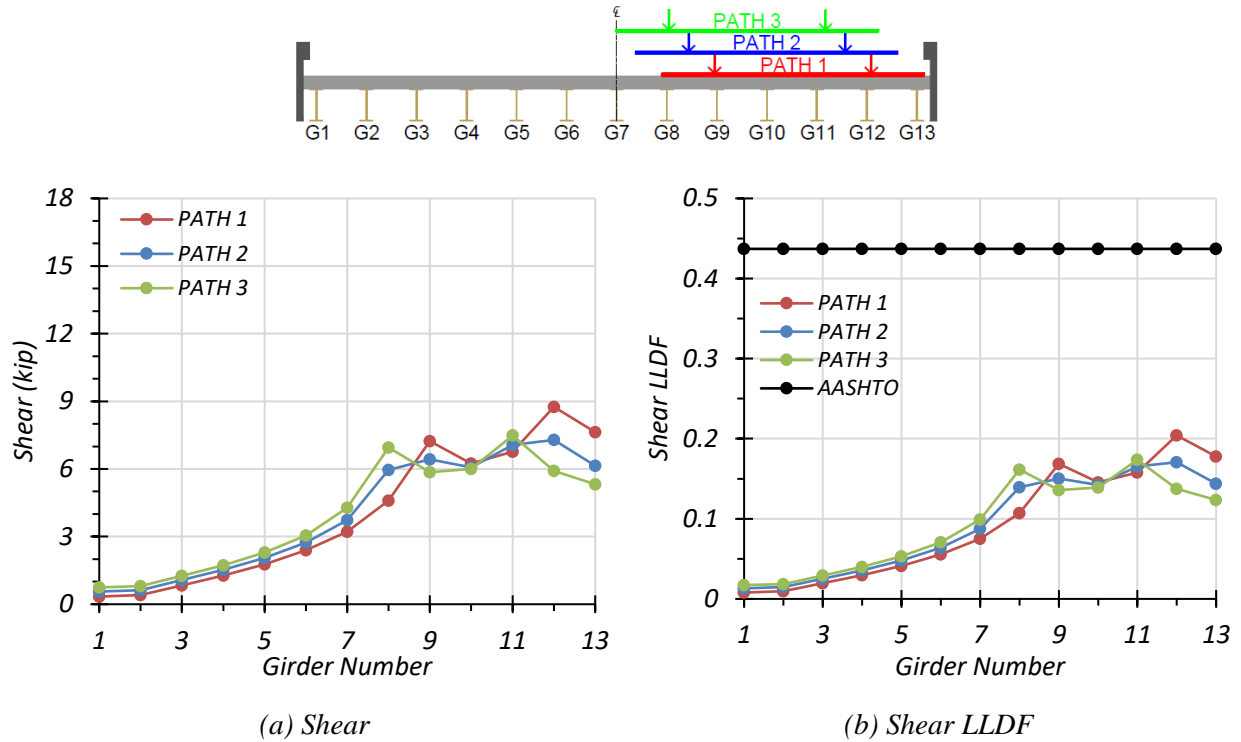 ℄
PATH 3
PATH 2
PATH 1
G1 G2 G3 G4 G5 G6 G7 G8 G9 G10 G11 G12 G13
18
15
12
9
6
3
0
Shear (kip)
PATH 1
PATH 2
PATH 3
1 3 5 7 9 11 13
Girder Number
(a) Shear
0.5
0.4
0.3
0.2
0.1
0
Shear LLDF
PATH 1
PATH 2
PATH 3
AASHTO
1 3 5 7 9 11 13
Girder Number
(b) Shear LLDF